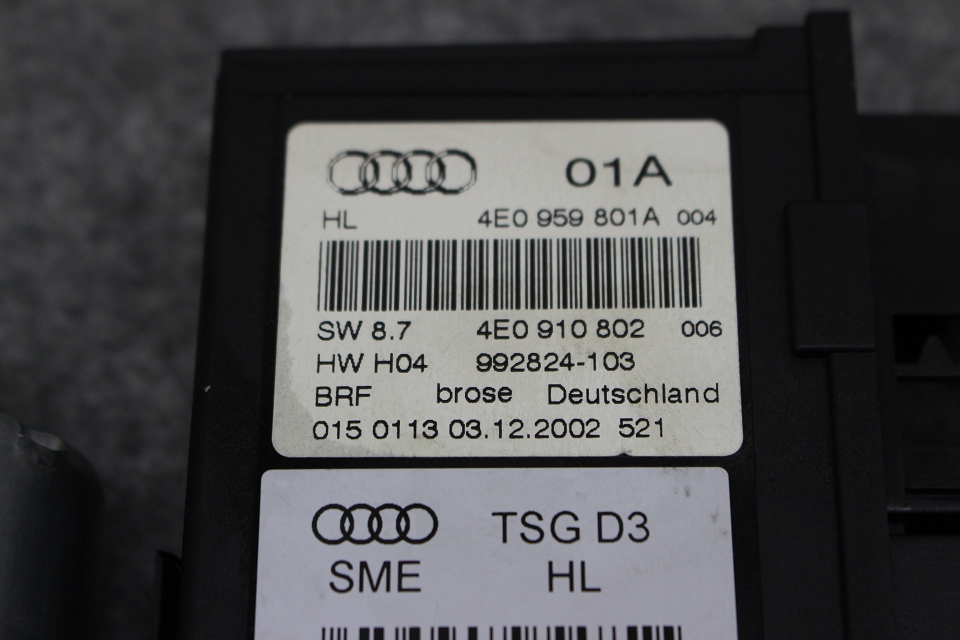 01A
HL 4E0 959 801A 004
SW 8.7 4E0 910 802 006
HW H04 992824-103
BRF brose Deutschland
015 0113 03.12.2002 521
TSG D3
SME HL